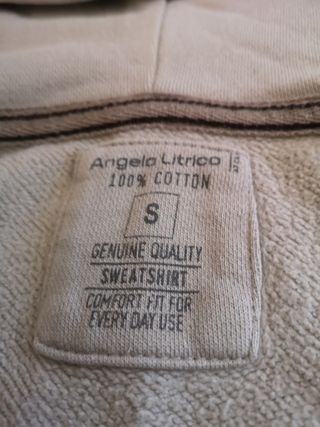 Angelo Litrico
100% COTTON
S
GENUINE QUALITY
SWEATSHIRT
COMFORT FIT FOR
EVERY DAY USE